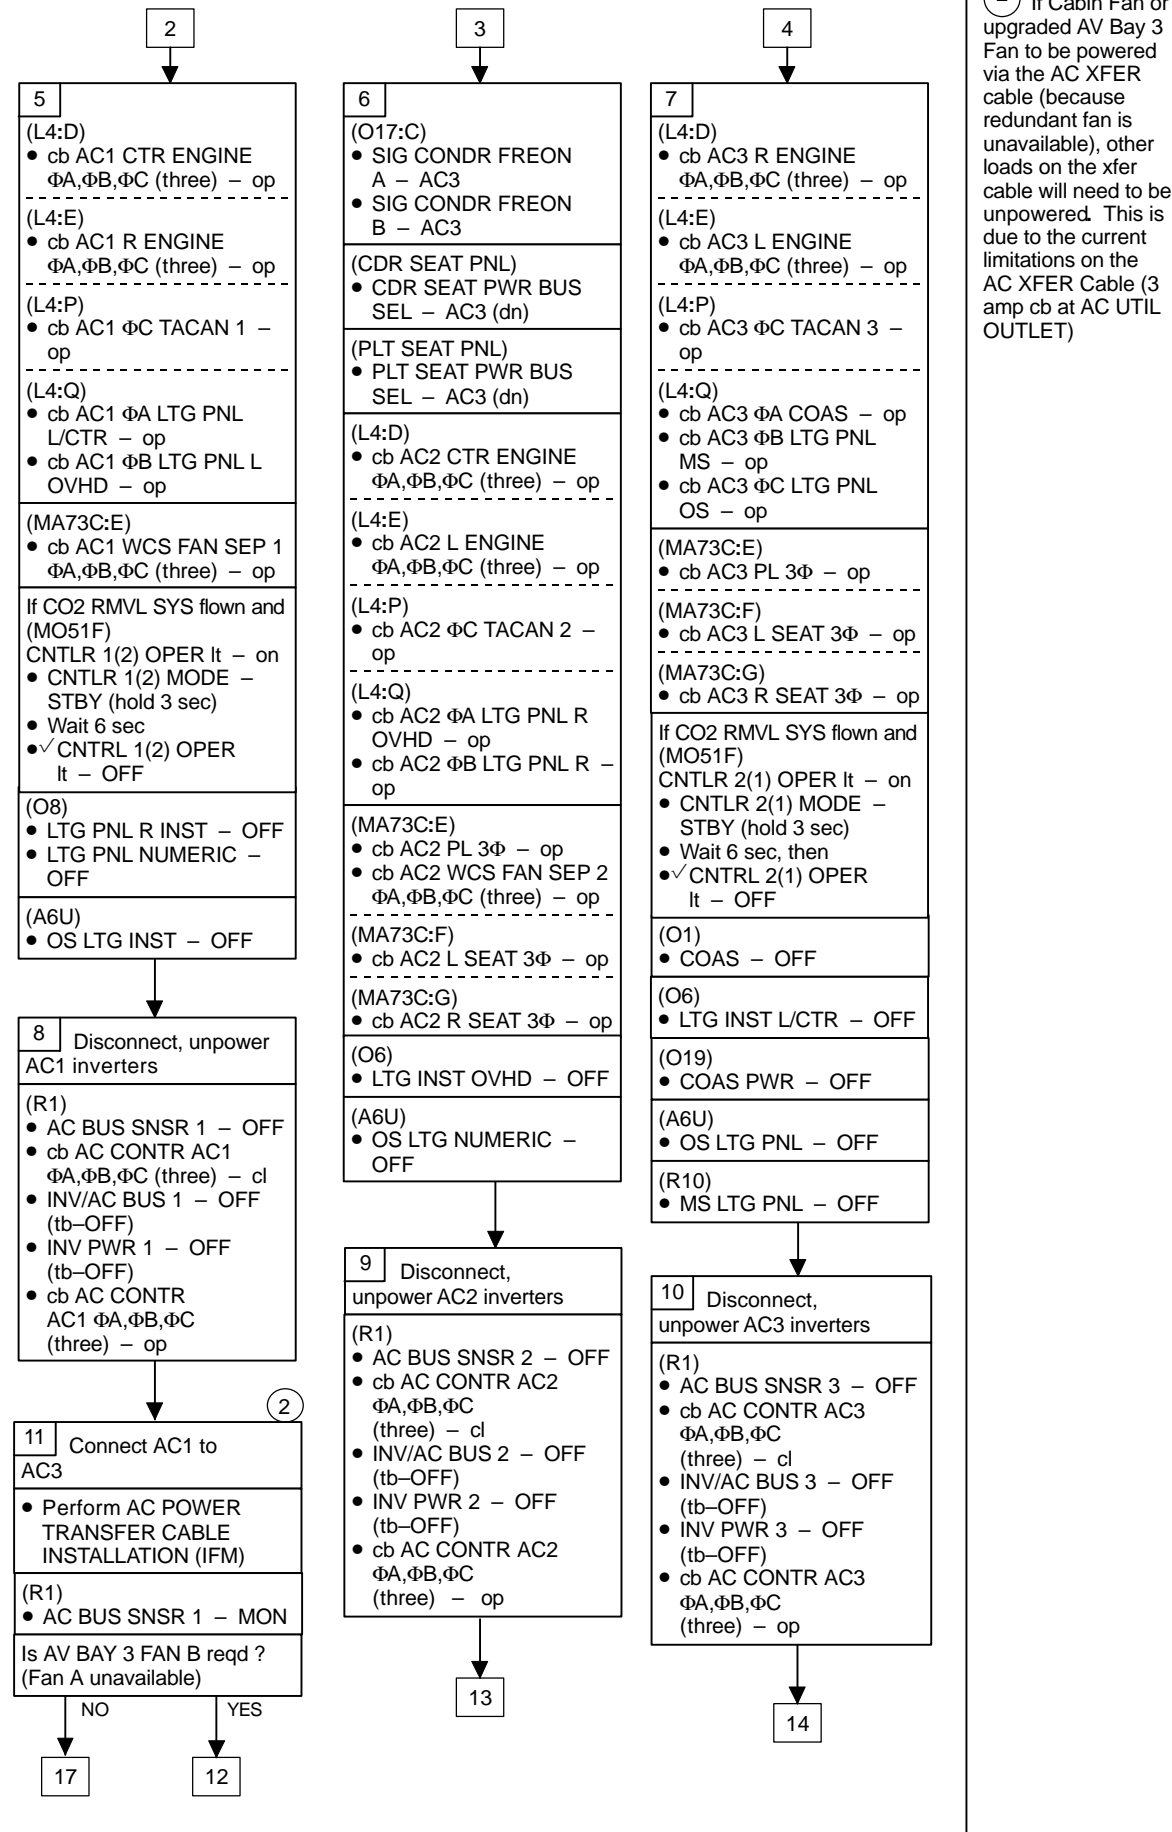 2
5
(L4:D)
● cb AC1 CTR ENGINE
ΦA,ΦB,ΦC (three) – op
(L4:E)
● cb AC1 R ENGINE
ΦA,ΦB,ΦC (three) – op
(L4:P)
● cb AC1 ΦC TACAN 1 –
op
(L4:Q)
● cb AC1 ΦA LTG PNL
L/CTR – op
● cb AC1 ΦB LTG PNL L
OVHD – op
(MA73C:E)
● cb AC1 WCS FAN SEP 1
ΦA,ΦB,ΦC (three) – op
If CO2 RMVL SYS flown and
(MO51F)
CNTLR 1(2) OPER lt – on
● CNTLR 1(2) MODE –
STBY (hold 3 sec)
● Wait 6 sec
●✓CNTRL 1(2) OPER
lt – OFF
(O8)
● LTG PNL R INST – OFF
● LTG PNL NUMERIC –
OFF
(A6U)
● OS LTG INST – OFF
8 Disconnect, unpower
AC1 inverters
(R1)
● AC BUS SNSR 1 – OFF
● cb AC CONTR AC1
ΦA,ΦB,ΦC (three) – cl
● INV/AC BUS 1 – OFF
(tb–OFF)
● INV PWR 1 – OFF
(tb–OFF)
● cb AC CONTR
AC1 ΦA,ΦB,ΦC
(three) – op
2
11 Connect AC1 to
AC3
● Perform AC POWER
TRANSFER CABLE
INSTALLATION (IFM)
(R1)
● AC BUS SNSR 1 – MON
Is AV BAY 3 FAN B reqd ?
(Fan A unavailable)
NO YES
17 12
3
6
(O17:C)
● SIG CONDR FREON
A – AC3
● SIG CONDR FREON
B – AC3
(CDR SEAT PNL)
● CDR SEAT PWR BUS
SEL – AC3 (dn)
(PLT SEAT PNL)
● PLT SEAT PWR BUS
SEL – AC3 (dn)
(L4:D)
● cb AC2 CTR ENGINE
ΦA,ΦB,ΦC (three) – op
(L4:E)
● cb AC2 L ENGINE
ΦA,ΦB,ΦC (three) – op
(L4:P)
● cb AC2 ΦC TACAN 2 –
op
(L4:Q)
● cb AC2 ΦA LTG PNL R
OVHD – op
● cb AC2 ΦB LTG PNL R –
op
(MA73C:E)
● cb AC2 PL 3Φ – op
● cb AC2 WCS FAN SEP 2
ΦA,ΦB,ΦC (three) – op
(MA73C:F)
● cb AC2 L SEAT 3Φ – op
(MA73C:G)
● cb AC2 R SEAT 3Φ – op
(O6)
● LTG INST OVHD – OFF
(A6U)
● OS LTG NUMERIC –
OFF
9 Disconnect,
unpower AC2 inverters
(R1)
● AC BUS SNSR 2 – OFF
● cb AC CONTR AC2
ΦA,ΦB,ΦC
(three) – cl
● INV/AC BUS 2 – OFF
(tb–OFF)
● INV PWR 2 – OFF
(tb–OFF)
● cb AC CONTR AC2
ΦA,ΦB,ΦC
(three) – op
13
4
7
(L4:D)
● cb AC3 R ENGINE
ΦA,ΦB,ΦC (three) – op
(L4:E)
● cb AC3 L ENGINE
ΦA,ΦB,ΦC (three) – op
(L4:P)
● cb AC3 ΦC TACAN 3 –
op
(L4:Q)
● cb AC3 ΦA COAS – op
● cb AC3 ΦB LTG PNL
MS – op
● cb AC3 ΦC LTG PNL
OS – op
(MA73C:E)
● cb AC3 PL 3Φ – op
(MA73C:F)
● cb AC3 L SEAT 3Φ – op
(MA73C:G)
● cb AC3 R SEAT 3Φ – op
If CO2 RMVL SYS flown and
(MO51F)
CNTLR 2(1) OPER lt – on
● CNTLR 2(1) MODE –
STBY (hold 3 sec)
● Wait 6 sec, then
●✓CNTRL 2(1) OPER
lt – OFF
(O1)
● COAS – OFF
(O6)
● LTG INST L/CTR – OFF
(O19)
● COAS PWR – OFF
(A6U)
● OS LTG PNL – OFF
(R10)
● MS LTG PNL – OFF
10 Disconnect,
unpower AC3 inverters
(R1)
● AC BUS SNSR 3 – OFF
● cb AC CONTR AC3
ΦA,ΦB,ΦC
(three) – cl
● INV/AC BUS 3 – OFF
(tb–OFF)
● INV PWR 3 – OFF
(tb–OFF)
● cb AC CONTR AC3
ΦA,ΦB,ΦC
(three) – op
14
If Cabin Fan or
upgraded AV Bay 3
Fan to be powered
via the AC XFER
cable (because
redundant fan is
unavailable), other
loads on the xfer
cable will need to be
unpowered. This is
due to the current
limitations on the
AC XFER Cable (3
amp cb at AC UTIL
OUTLET)